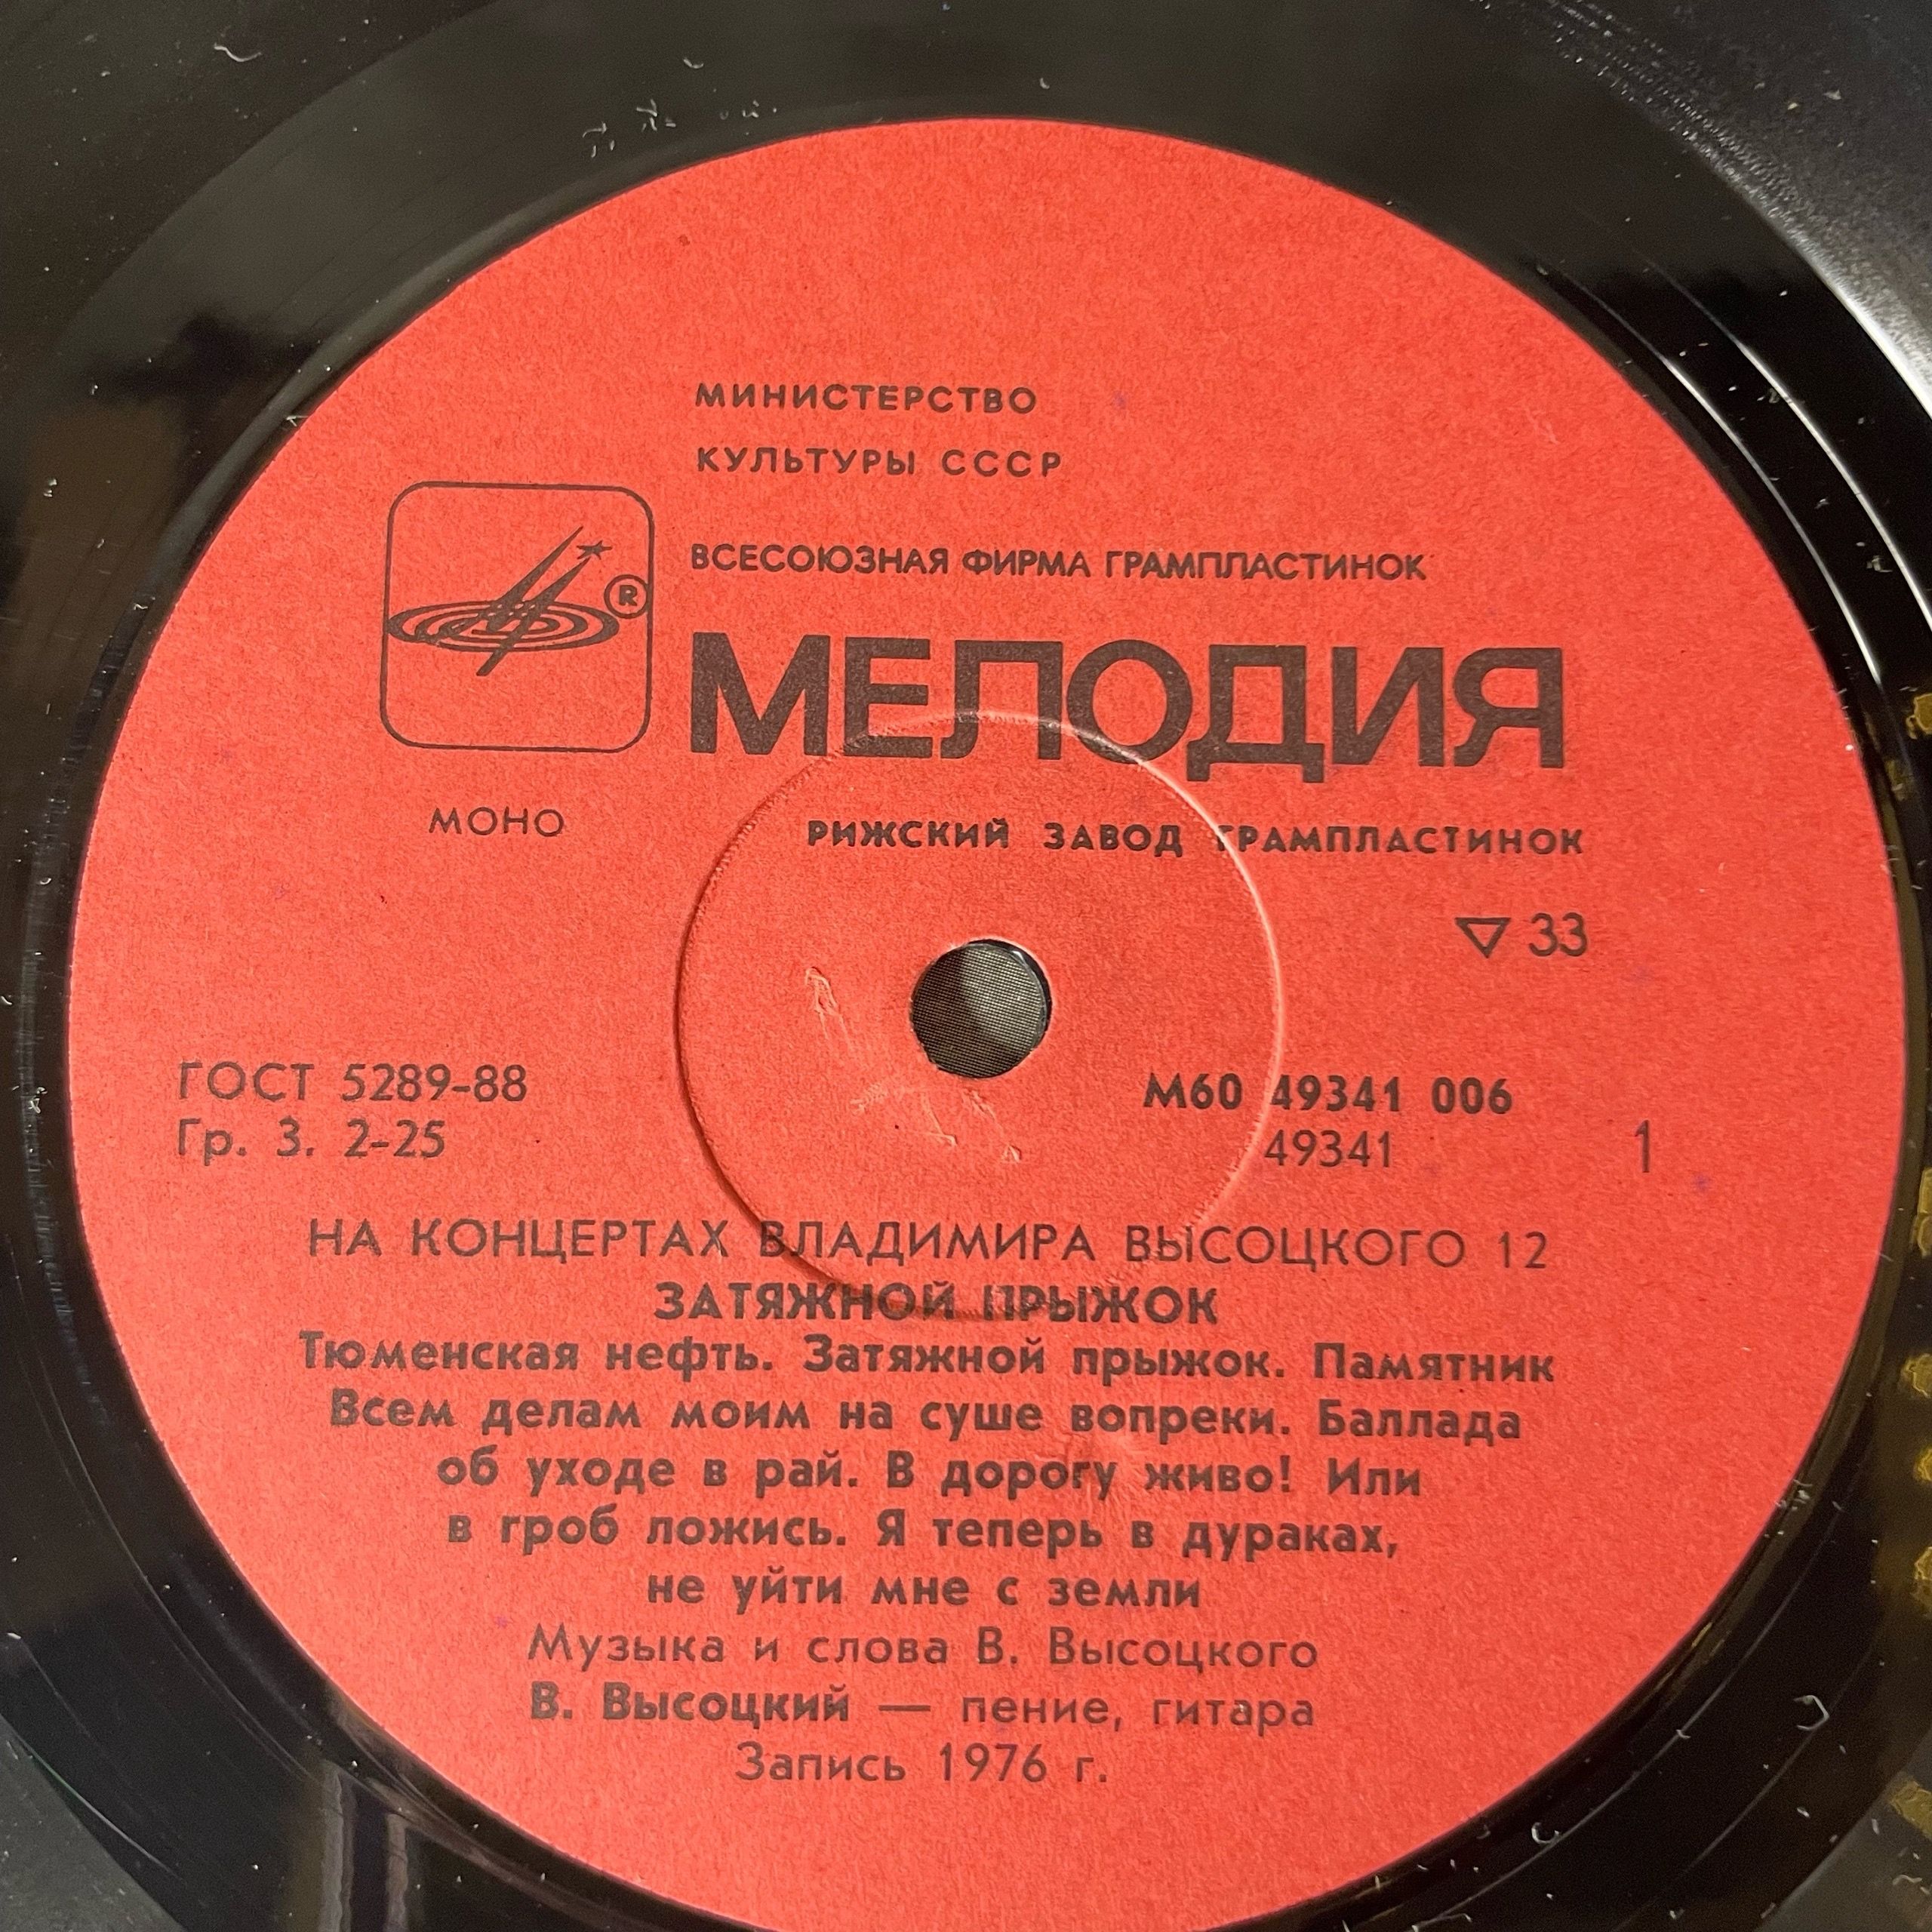 МИНИСТЕРСТВО
КУЛЬТУРЫ СССР
ВСЕСОЮЗНАЯ ФИРМА ГРАМПЛАСТИНОК
®
МЕЛОДИЯ
МОНО
РИЖСКИЙ ЗАВОД ГРАМПЛАСТИНОК
▽ 33
ГОСТ 5289-88
Гр. 3. 2-25
М60 49341 006
49341
1
НА КОНЦЕРТАХ ВЛАДИМИРА ВЫСОЦКОГО 12
ЗАТЯЖНОЙ ПРЫЖОК
Тюменская нефть. Затяжной прыжок. Памятник
Всем делам моим на суше вопреки. Баллада
об уходе в рай. В дорогу живо! Или
в гроб ложись. Я теперь в дураках,
не уйти мне с земли
Музыка и слова В. Высоцкого
В. Высоцкий — пение, гитара
Запись 1976 г.